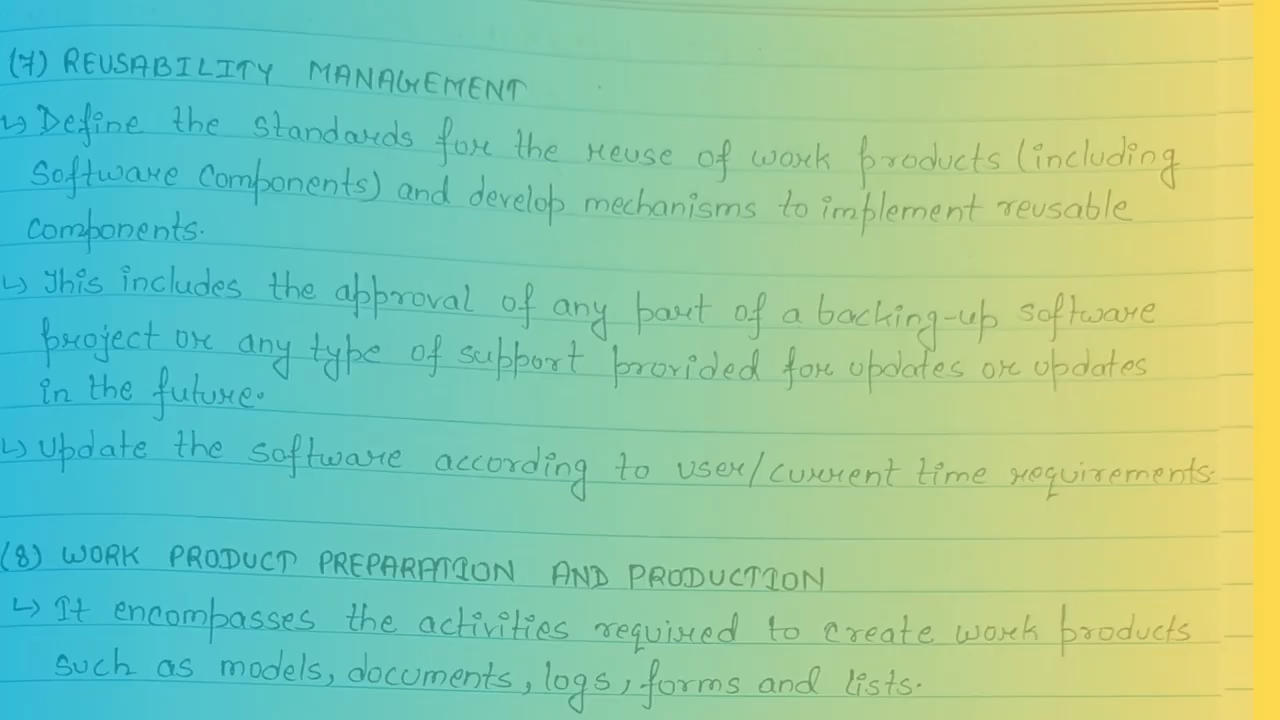 (7) REUSABILITY MANAGEMENT
↳ Define the standards for the reuse of work products (including
Software Components) and develop mechanisms to implement reusable
components.
↳ This includes the approval of any part of a backing-up software
project or any type of support provided for updates or updates
in the future.
↳ Update the software according to user/current time requirements.
(8) WORK PRODUCT PREPARATION AND PRODUCTION
↳ It encompasses the activities required to create work products
such as models, documents, logs, forms and lists.